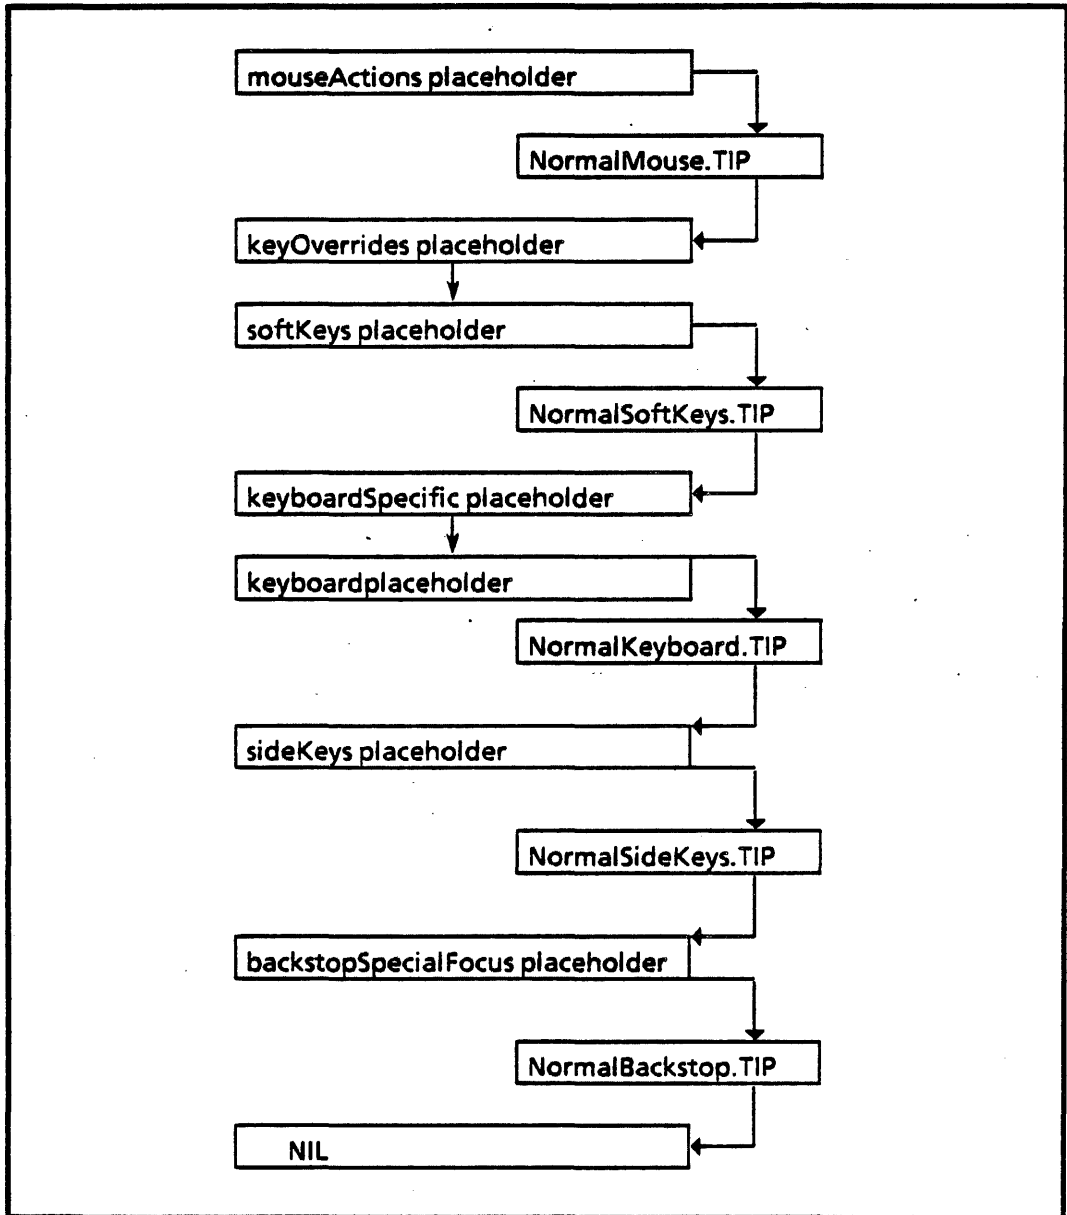 mouseActions placeholder
NormalMouse.TIP
keyOverrides placeholder
softKeys placeholder
NormalSoftKeys.TIP
keyboardSpecific placeholder
keyboardplaceholder
NormalKeyboard.TIP
sideKeys placeholder
NormalSideKeys.TIP
backstopSpecialFocus placeholder
NormalBackstop.TIP
NIL